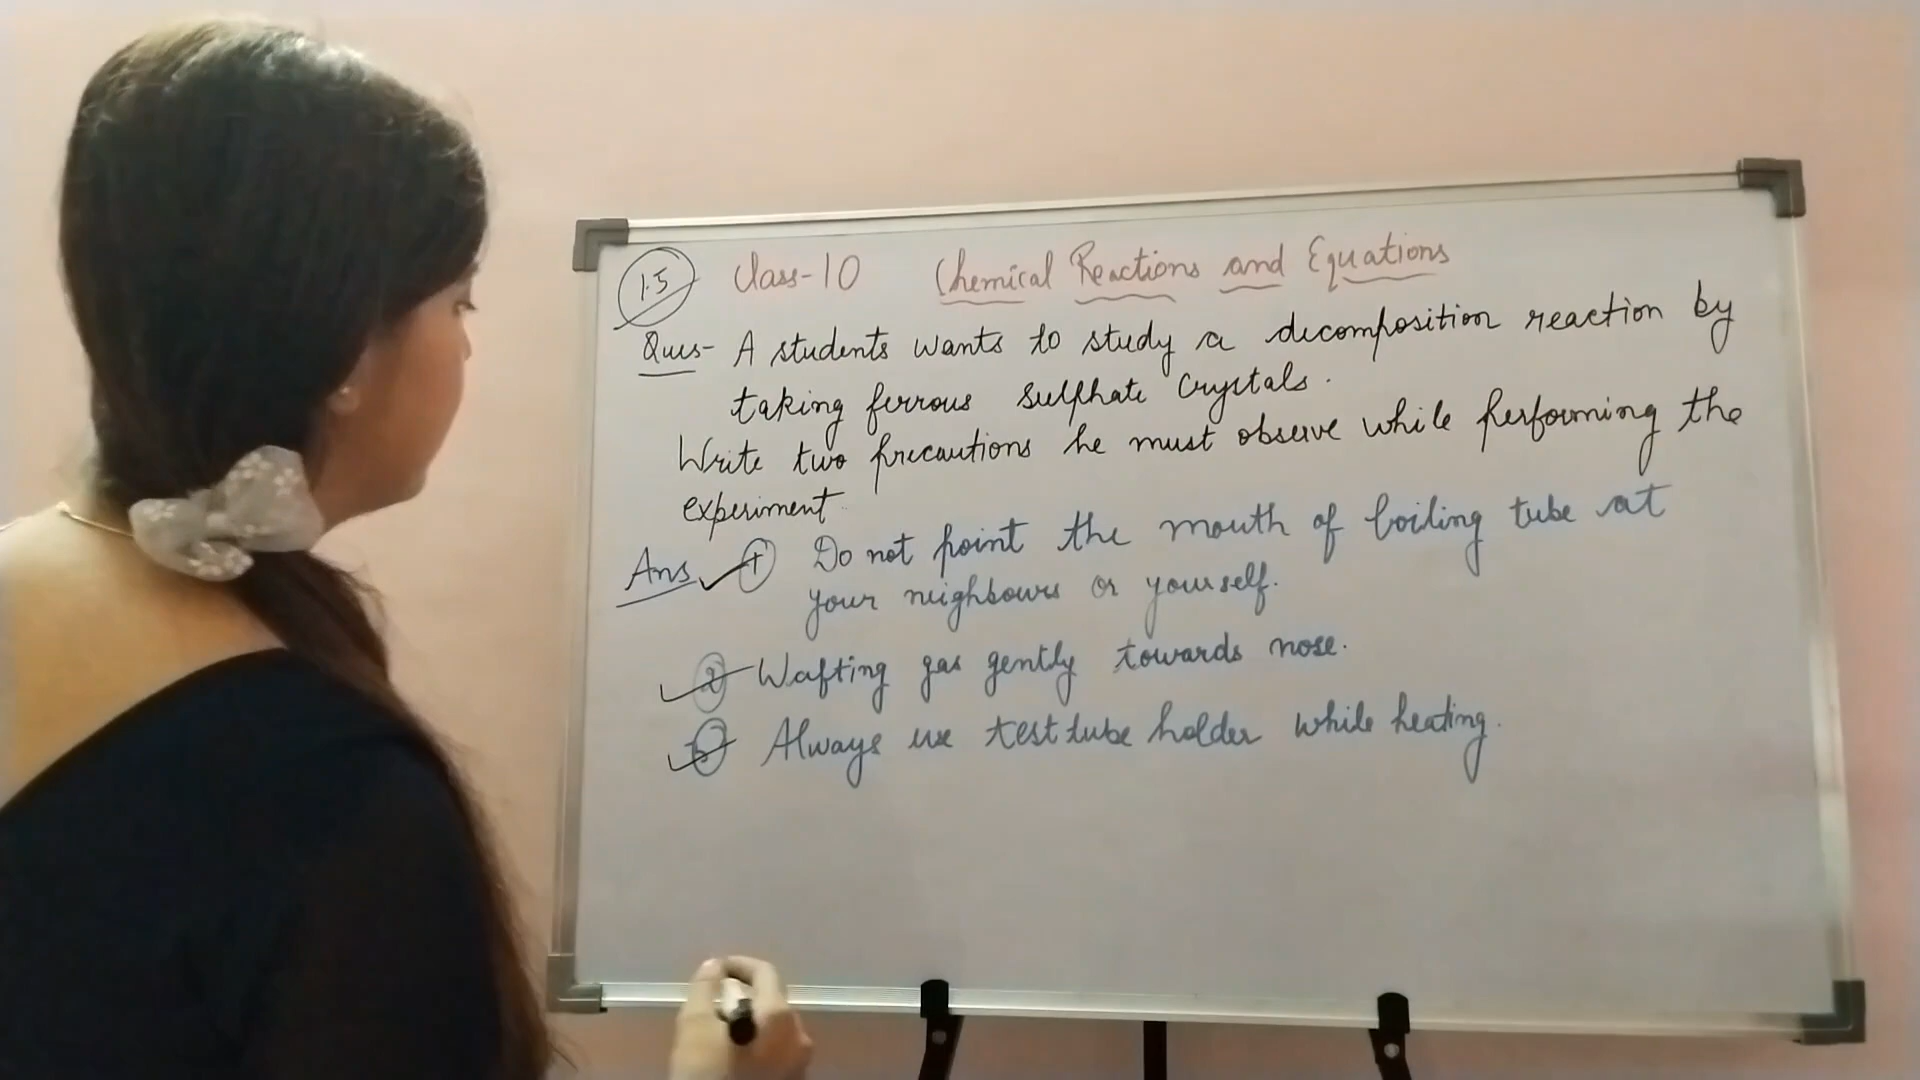 1.5 Class-10 Chemical Reactions and Equations
Ques- A students wants to study a decomposition reaction by
taking ferrous sulphate crystals.
Write two precautions he must observe while performing the
experiment.
Ans 1 Do not point the mouth of boiling tube at
your neighbours or yourself.
2 Wafting gas gently towards nose.
3 Always use test tube holder while heating.